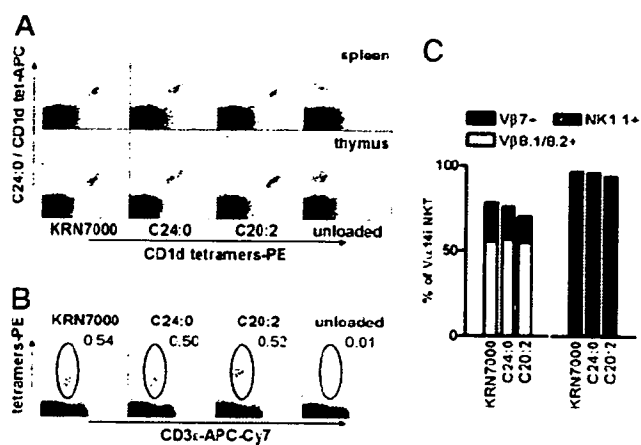 A
C
spleen
C24:0 / CD1d tet-APC
thymus
KRN7000 C24:0 C20:2 unloaded
CD1d tetramers-PE
Vβ7+ NK1 1+
Vβ8.1/8.2+
% of Vα14i NKT
100
50
0
KRN7000 C24:0 C20:2 KRN7000 C24:0 C20:2
B
KRN7000 C24:0 C20:2 unloaded
0.54 0.50 0.52 0.01
tetramers-PE
CD3ε-APC-Cy7